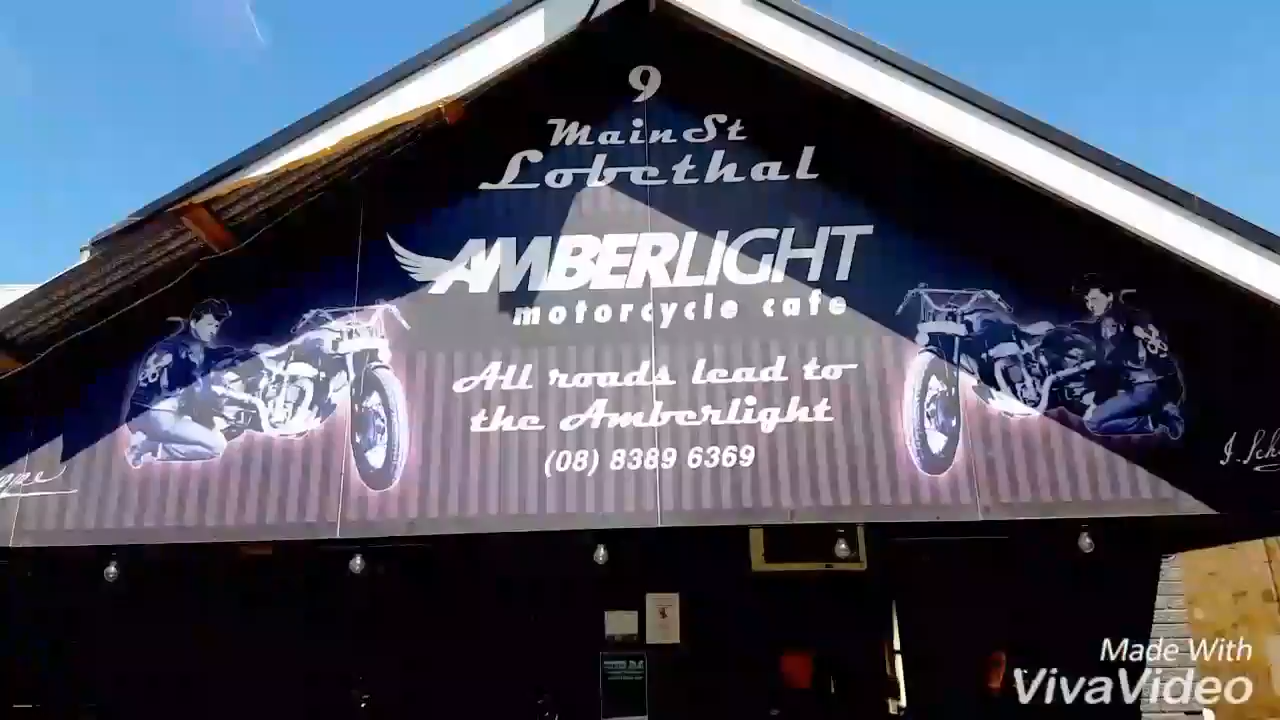 9
Main St
Lobethal
AMBERLIGHT
motorcycle cafe
All roads lead to
the Amberlight
(08) 8389 6369
Made With
VivaVideo